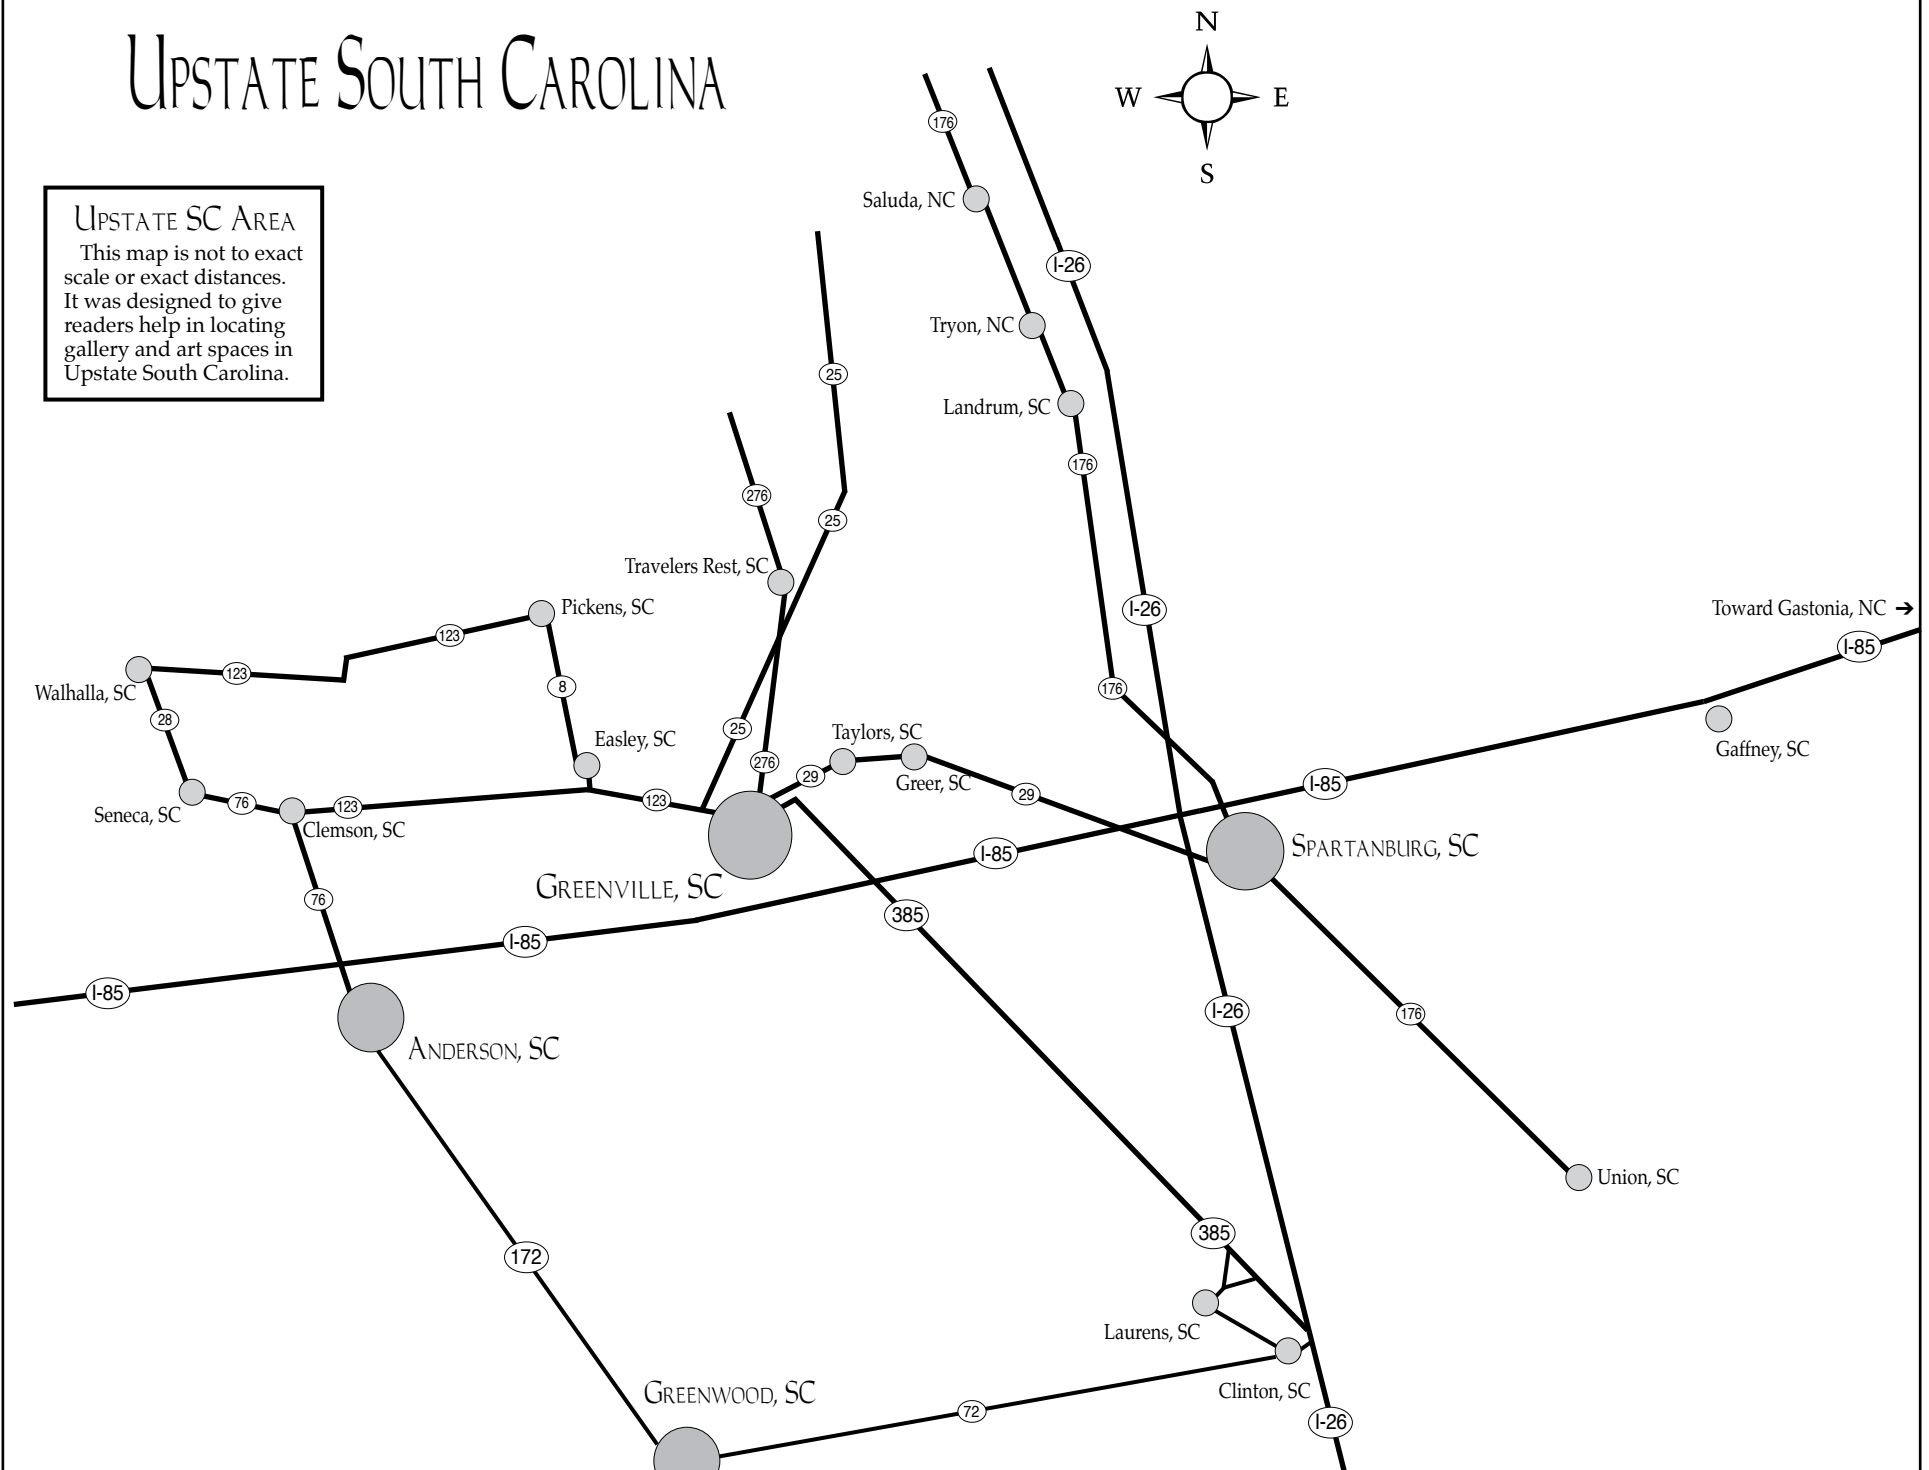 UPSTATE SOUTH CAROLINA
N
W
E
S
UPSTATE SC AREA
This map is not to exact
scale or exact distances.
It was designed to give
readers help in locating
gallery and art spaces in
Upstate South Carolina.
176
Saluda, NC
I-26
Tryon, NC
25
Landrum, SC
176
276
25
Travelers Rest, SC
Pickens, SC
I-26
Toward Gastonia, NC ➔
123
I-85
123
Walhalla, SC
8
176
28
25
Taylors, SC
Gaffney, SC
Easley, SC
276
29
Greer, SC
I-85
Seneca, SC
76
123
123
29
Clemson, SC
SPARTANBURG, SC
I-85
GREENVILLE, SC
76
385
I-85
I-85
I-26
176
ANDERSON, SC
Union, SC
385
172
Laurens, SC
GREENWOOD, SC
Clinton, SC
72
I-26